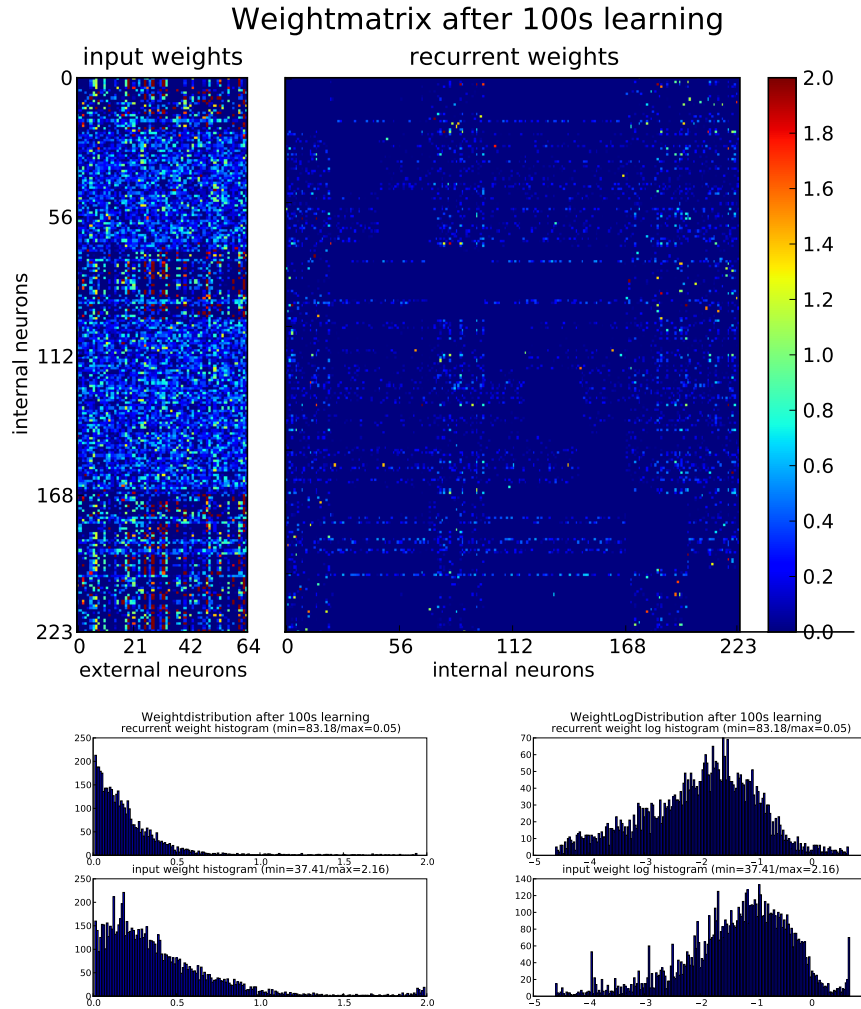 Weightmatrix after 100s learning
input weights
recurrent weights
0
56
112
168
223
internal neurons
0 21 42 64
external neurons
0 56 112 168 223
internal neurons
2.0
1.8
1.6
1.4
1.2
1.0
0.8
0.6
0.4
0.2
0.0
Weightdistribution after 100s learning
recurrent weight histogram (min=83.18/max=0.05)
250
200
150
100
50
0
0.0 0.5 1.0 1.5 2.0
input weight histogram (min=37.41/max=2.16)
250
200
150
100
50
0
0.0 0.5 1.0 1.5 2.0
WeightLogDistribution after 100s learning
recurrent weight log histogram (min=83.18/max=0.05)
70
60
50
40
30
20
10
0
−5 −4 −3 −2 −1 0
input weight log histogram (min=37.41/max=2.16)
140
120
100
80
60
40
20
0
−5 −4 −3 −2 −1 0